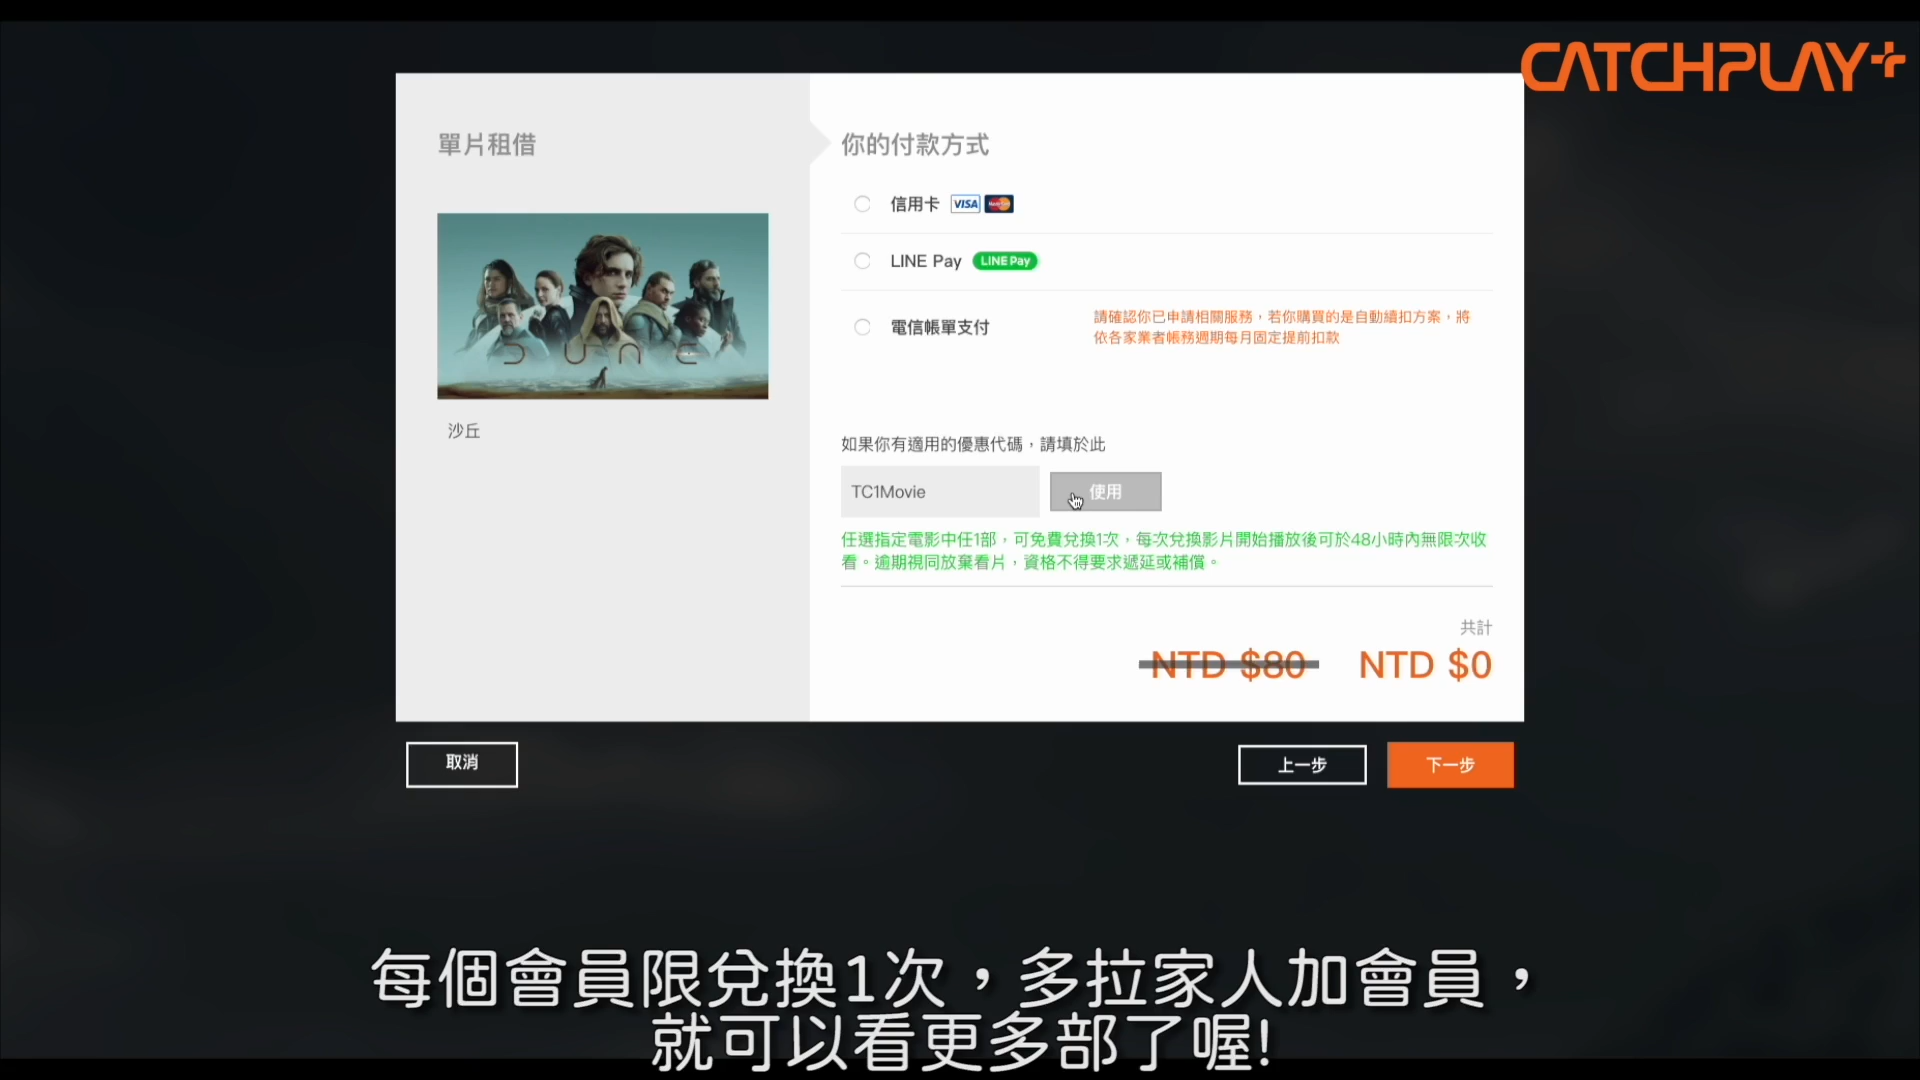 CATCHPLAY+
單片租借
DUNE
沙丘
你的付款方式
信用卡 VISA MasterCard
LINE Pay LINE Pay
電信帳單支付
請確認你已申請相關服務，若你購買的是自動續扣方案，將
依各家業者帳務週期每月固定提前扣款
如果你有適用的優惠代碼，請填於此
TC1Movie 使用
任選指定電影中任1部，可免費兌換1次，每次兌換影片開始播放後可於48小時內無限次收
看。逾期視同放棄看片，資格不得要求遞延或補償。
共計
NTD $80 NTD $0
取消 上一步 下一步
每個會員限兌換1次，多拉家人加會員，
就可以看更多部了喔!